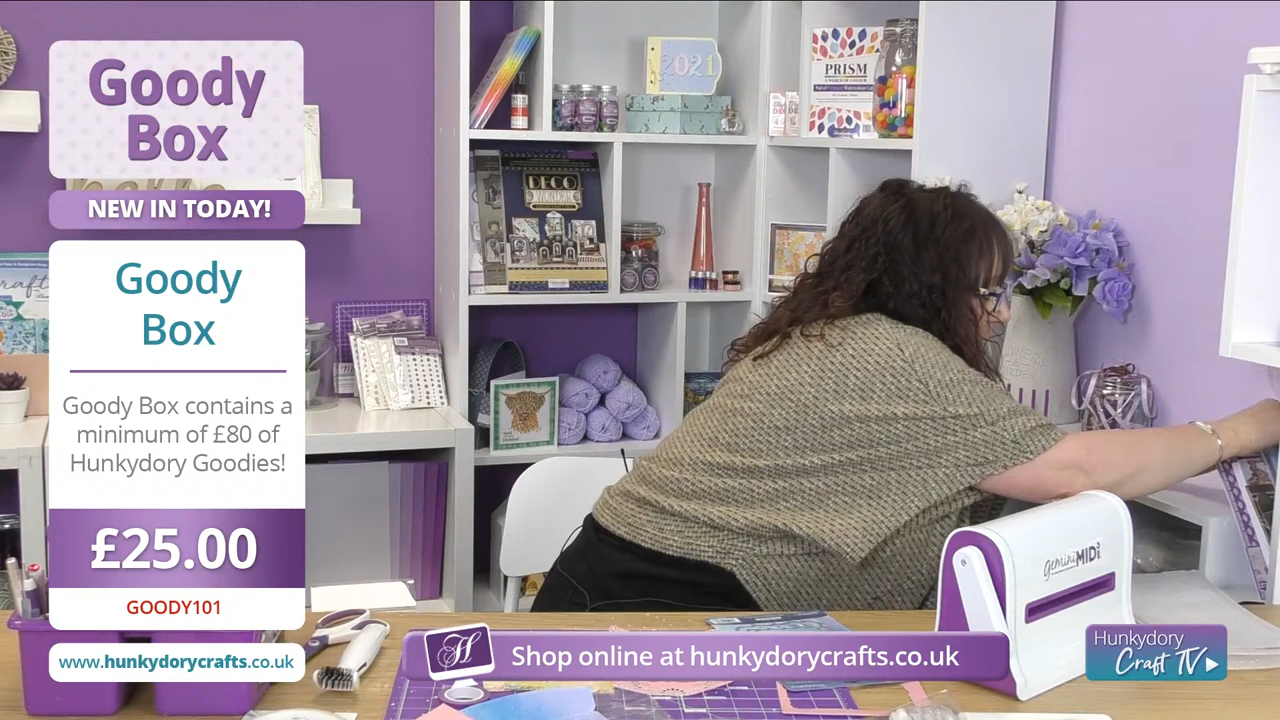 Goody
Box
NEW IN TODAY!
Goody
Box
Goody Box contains a
minimum of £80 of
Hunkydory Goodies!
£25.00
GOODY101
www.hunkydorycrafts.co.uk
2021
PRISM
DECO
WONDER
gemini MIDI
H Shop online at hunkydorycrafts.co.uk
Hunkydory
Craft TV